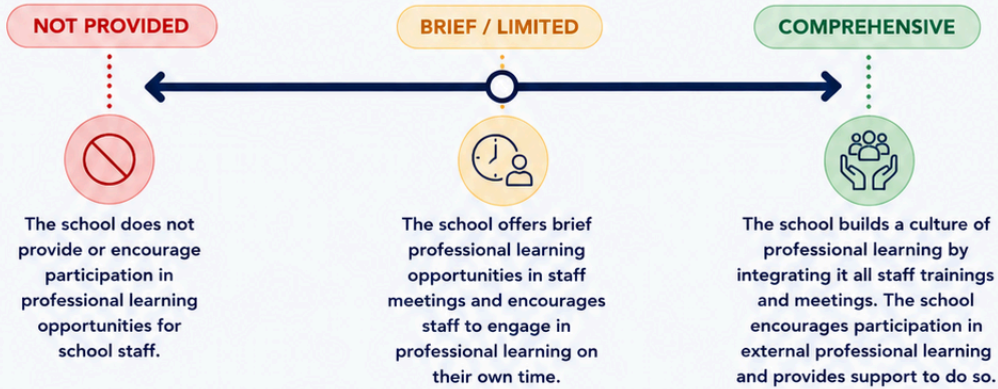 NOT PROVIDED
BRIEF / LIMITED
COMPREHENSIVE
The school does not
provide or encourage
participation in
professional learning
opportunities for
school staff.
The school offers brief
professional learning
opportunities in staff
meetings and encourages
staff to engage in
professional learning on
their own time.
The school builds a culture of
professional learning by
integrating it all staff trainings
and meetings. The school
encourages participation in
external professional learning
and provides support to do so.